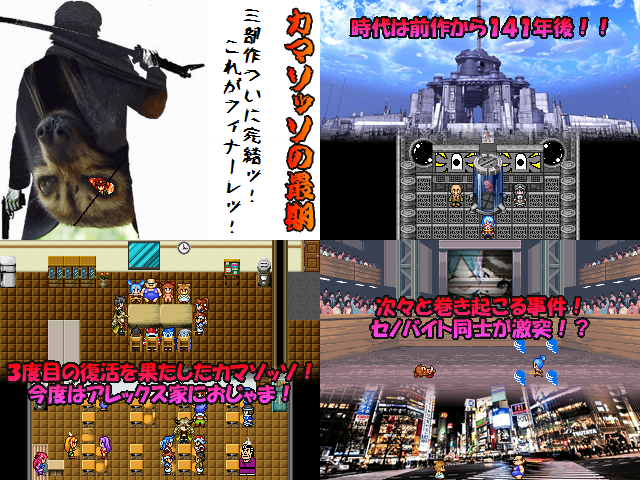 カマソッソの最期
三部作ついに完結ッ!
これがフィナーレッ!
時代は前作から141年後!!
3度目の復活を果たしたカマソッソ!
今度はアレックス家におじゃま!
次々と巻き起こる事件!
セノバイト同士が激突!?